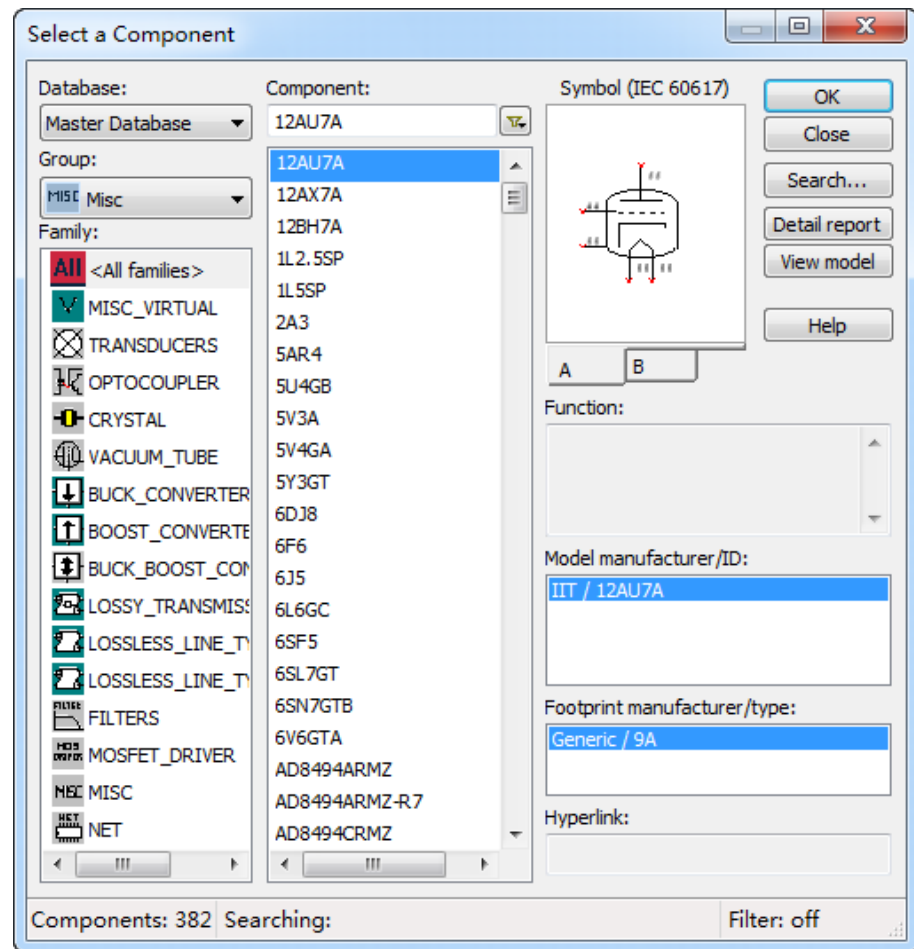 Select a Component
Database:
Master Database
Group:
MISC Misc
Family:
All <All families>
MISC_VIRTUAL
TRANSDUCERS
OPTOCOUPLER
CRYSTAL
VACUUM_TUBE
BUCK_CONVERTER
BOOST_CONVERTE
BUCK_BOOST_CON
LOSSY_TRANSMISS
LOSSLESS_LINE_TY
LOSSLESS_LINE_TY
FILTER FILTERS
MOSFET_DRIVER
MISC MISC
NET NET
Component:
12AU7A
12AU7A
12AX7A
12BH7A
1L2.5SP
1L5SP
2A3
5AR4
5U4GB
5V3A
5V4GA
5Y3GT
6DJ8
6F6
6J5
6L6GC
6SF5
6SL7GT
6SN7GTB
6V6GTA
AD8494ARMZ
AD8494ARMZ-R7
AD8494CRMZ
Symbol (IEC 60617)
A
B
Function:
Model manufacturer/ID:
IIT / 12AU7A
Footprint manufacturer/type:
Generic / 9A
Hyperlink:
OK
Close
Search...
Detail report
View model
Help
Components: 382
Searching:
Filter: off